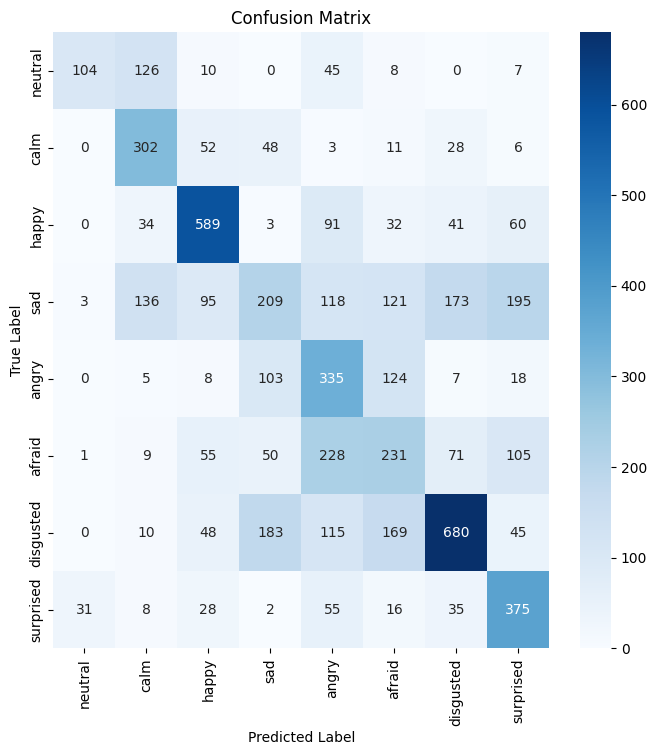 Confusion Matrix
True Label
neutral 104 126 10 0 45 8 0 7
calm 0 302 52 48 3 11 28 6
happy 0 34 589 3 91 32 41 60
sad 3 136 95 209 118 121 173 195
angry 0 5 8 103 335 124 7 18
afraid 1 9 55 50 228 231 71 105
disgusted 0 10 48 183 115 169 680 45
surprised 31 8 28 2 55 16 35 375
neutral calm happy sad angry afraid disgusted surprised
Predicted Label
600
500
400
300
200
100
0